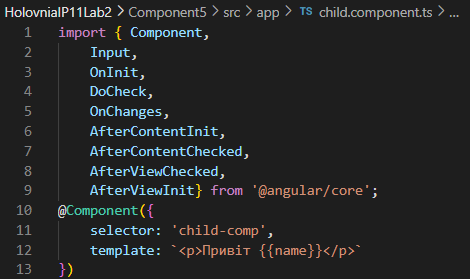 HolovniaIP11Lab2 > Component5 > src > app > TS child.component.ts > ...
1 import { Component,
2 Input,
3 OnInit,
4 DoCheck,
5 OnChanges,
6 AfterContentInit,
7 AfterContentChecked,
8 AfterViewChecked,
9 AfterViewInit} from '@angular/core';
10 @Component({
11 selector: 'child-comp',
12 template: `<p>Привіт {{name}}</p>`
13 })